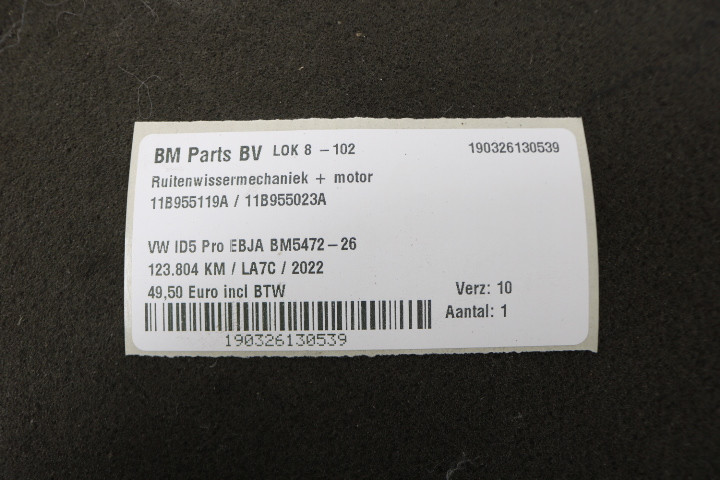 BM Parts BV LOK 8 - 102 190326130539
Ruitenwissermechaniek + motor
11B955119A / 11B955023A
VW ID5 Pro EBJA BM5472-26
123.804 KM / LA7C / 2022
49,50 Euro incl BTW Verz: 10
Aantal: 1
190326130539